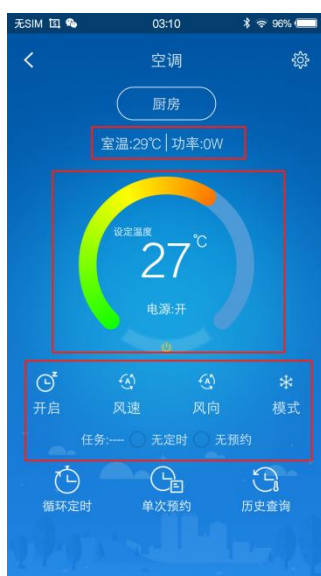 无SIM 03:10 96%
空调
厨房
室温:29℃|功率:0W
设定温度
27℃
电源:开
开启 风速 风向 模式
任务:---- 无定时 无预约
循环定时 单次预约 历史查询